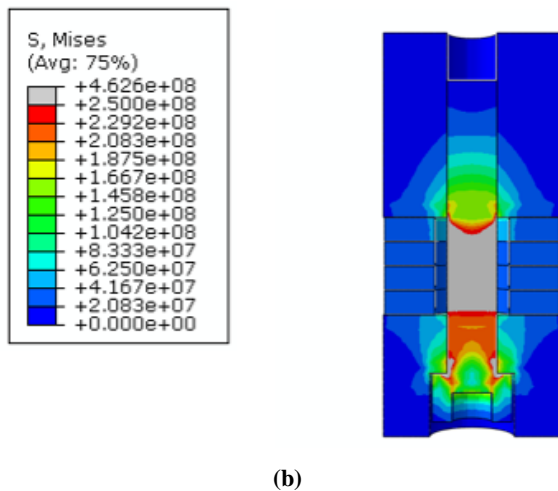 S, Mises
(Avg: 75%)
+4.626e+08
+2.500e+08
+2.292e+08
+2.083e+08
+1.875e+08
+1.667e+08
+1.458e+08
+1.250e+08
+1.042e+08
+8.333e+07
+6.250e+07
+4.167e+07
+2.083e+07
+0.000e+00
(b)